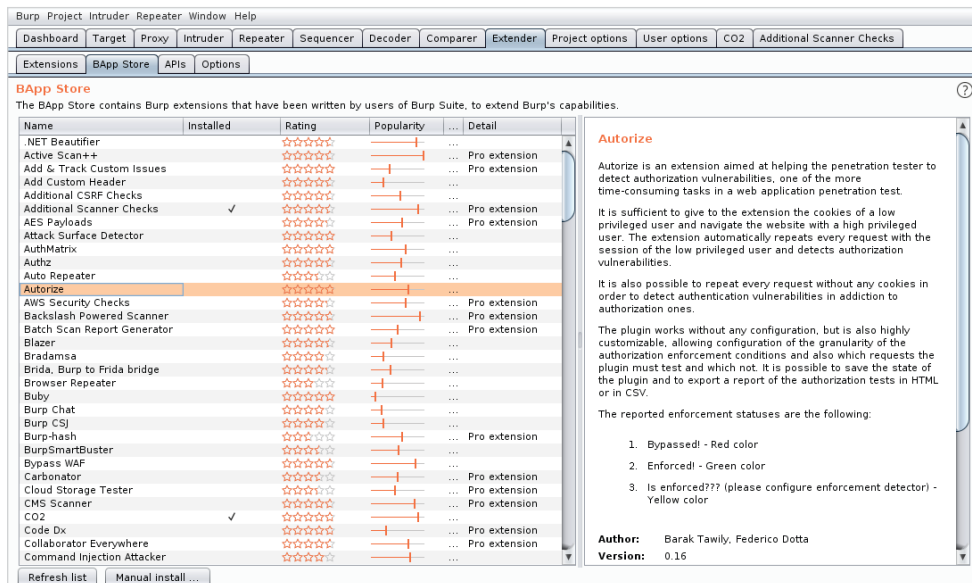 Burp Project Intruder Repeater Window Help
Dashboard Target Proxy Intruder Repeater Sequencer Decoder Comparer Extender Project options User options CO2 Additional Scanner Checks
Extensions BApp Store APIs Options
BApp Store
?
The BApp Store contains Burp extensions that have been written by users of Burp Suite, to extend Burp's capabilities.
Name Installed Rating Popularity ... Detail
.NET Beautifier ...
Active Scan++ ... Pro extension
Add & Track Custom Issues ... Pro extension
Add Custom Header ...
Additional CSRF Checks ...
Additional Scanner Checks ✓ ... Pro extension
AES Payloads ... Pro extension
Attack Surface Detector ...
AuthMatrix ...
Authz ...
Auto Repeater ...
Autorize ...
AWS Security Checks ... Pro extension
Backslash Powered Scanner ... Pro extension
Batch Scan Report Generator ... Pro extension
Blazer ...
Bradamsa ...
Brida, Burp to Frida bridge ...
Browser Repeater ...
Buby ...
Burp Chat ...
Burp CSJ ...
Burp-hash ... Pro extension
BurpSmartBuster ...
Bypass WAF ...
Carbonator ... Pro extension
Cloud Storage Tester ... Pro extension
CMS Scanner ... Pro extension
CO2 ✓ ...
Code Dx ... Pro extension
Collaborator Everywhere ... Pro extension
Command Injection Attacker ...
Refresh list Manual install ...
Autorize
Autorize is an extension aimed at helping the penetration tester to
detect authorization vulnerabilities, one of the more
time-consuming tasks in a web application penetration test.
It is sufficient to give to the extension the cookies of a low
privileged user and navigate the website with a high privileged
user. The extension automatically repeats every request with the
session of the low privileged user and detects authorization
vulnerabilities.
It is also possible to repeat every request without any cookies in
order to detect authentication vulnerabilities in addiction to
authorization ones.
The plugin works without any configuration, but is also highly
customizable, allowing configuration of the granularity of the
authorization enforcement conditions and also which requests the
plugin must test and which not. It is possible to save the state of
the plugin and to export a report of the authorization tests in HTML
or in CSV.
The reported enforcement statuses are the following:
1. Bypassed! - Red color
2. Enforced! - Green color
3. Is enforced??? (please configure enforcement detector) -
Yellow color
Author: Barak Tawily, Federico Dotta
Version: 0.16